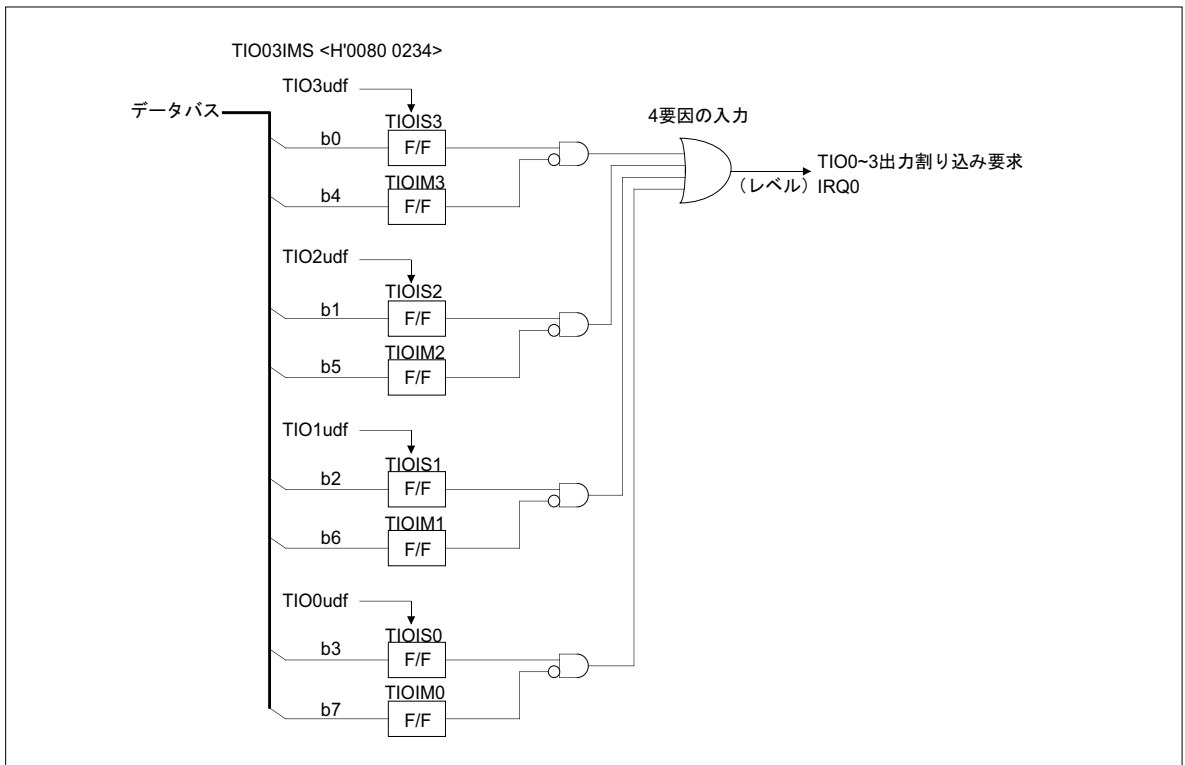 TIO03IMS <H'0080 0234>
TIO3udf
データバス
TIOIS3
4要因の入力
b0
F/F
TIO0~3出力割り込み要求
(レベル) IRQ0
TIOIM3
b4
F/F
TIO2udf
TIOIS2
b1
F/F
TIOIM2
b5
F/F
TIO1udf
TIOIS1
b2
F/F
TIOIM1
b6
F/F
TIO0udf
TIOIS0
b3
F/F
TIOIM0
b7
F/F